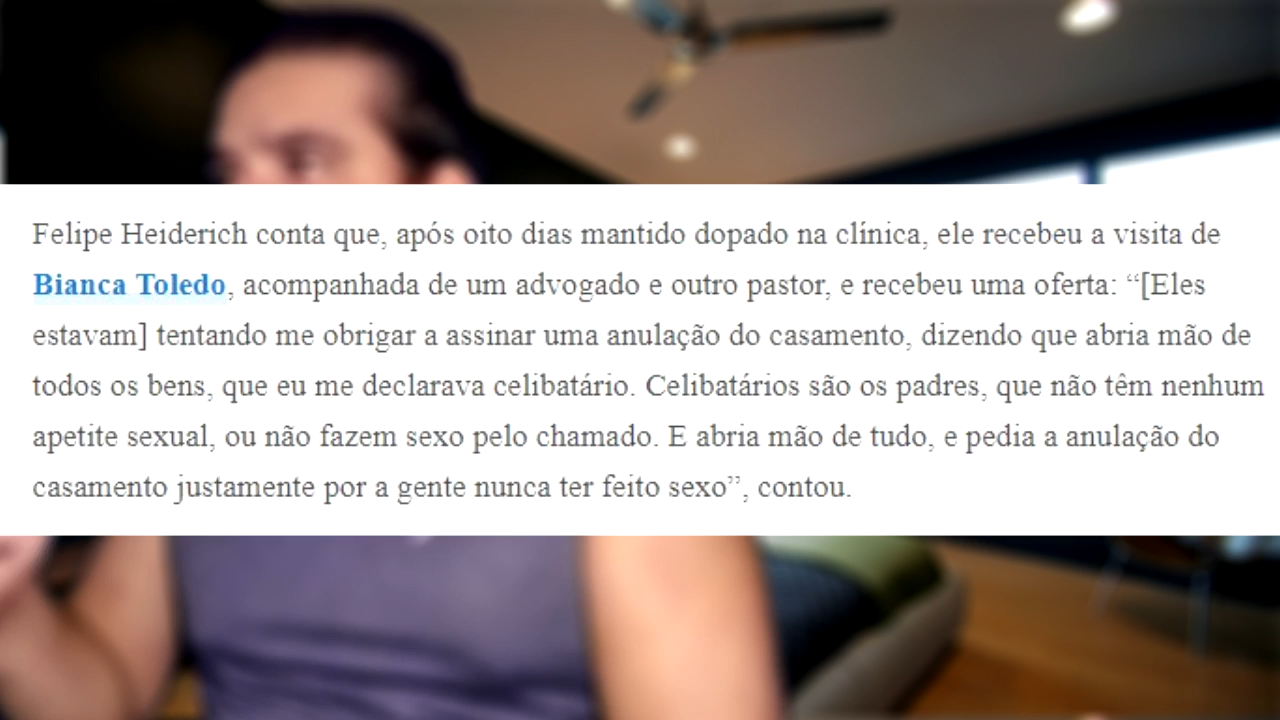 Felipe Heiderich conta que, após oito dias mantido dopado na clínica, ele recebeu a visita de
Bianca Toledo, acompanhada de um advogado e outro pastor, e recebeu uma oferta: “[Eles
estavam] tentando me obrigar a assinar uma anulação do casamento, dizendo que abria mão de
todos os bens, que eu me declarava celibatário. Celibatários são os padres, que não têm nenhum
apetite sexual, ou não fazem sexo pelo chamado. E abria mão de tudo, e pedia a anulação do
casamento justamente por a gente nunca ter feito sexo”, contou.